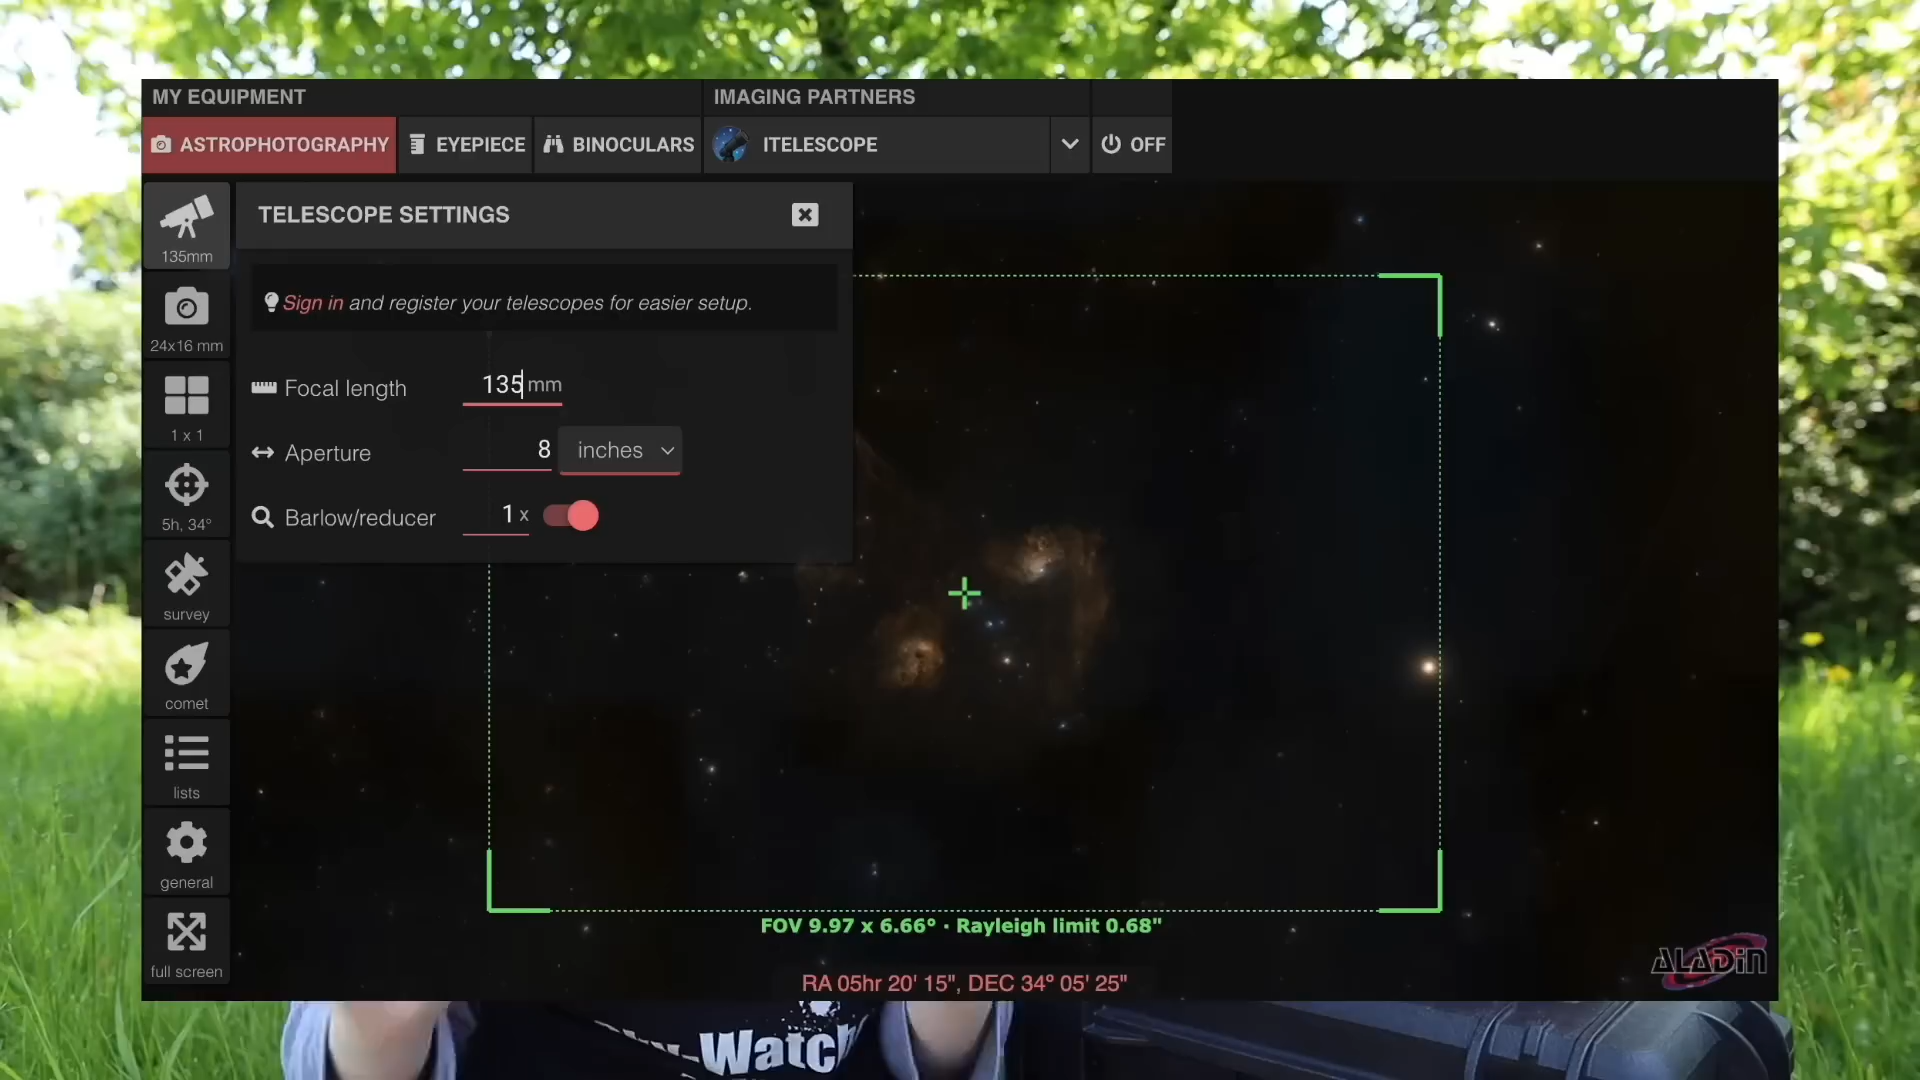 MY EQUIPMENT
IMAGING PARTNERS
ASTROPHOTOGRAPHY
EYEPIECE
BINOCULARS
ITELESCOPE
OFF
135mm
TELESCOPE SETTINGS
Sign in and register your telescopes for easier setup.
24x16 mm
Focal length 135 mm
1 x 1
Aperture 8 inches
5h, 34°
Barlow/reducer 1 x
survey
comet
lists
general
full screen
FOV 9.97 x 6.66° · Rayleigh limit 0.68"
ALADIN
RA 05hr 20' 15", DEC 34° 05' 25"